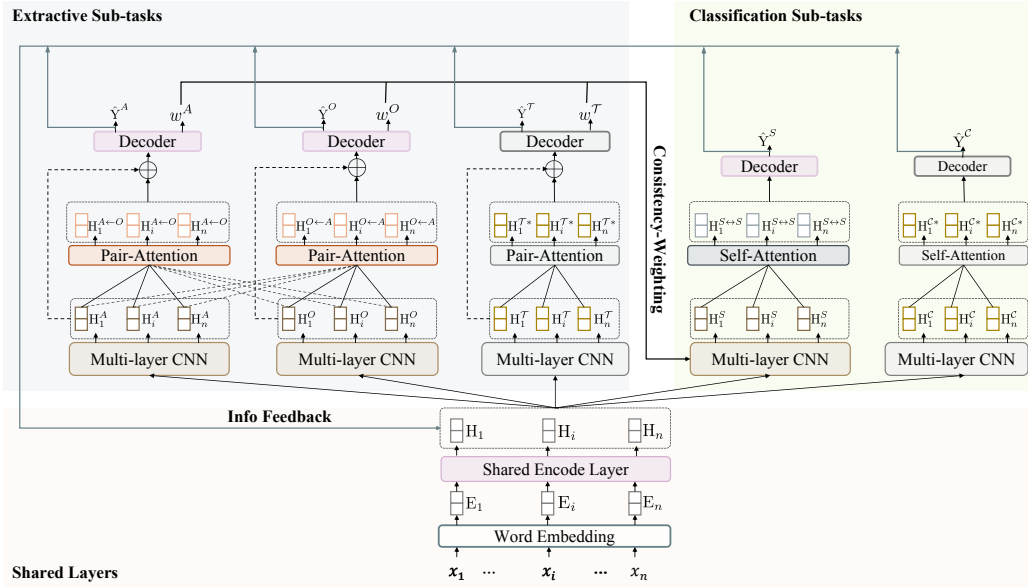 Extractive Sub-tasks
Classification Sub-tasks
Ŷ^A w^A Ŷ^O w^O Ŷ^𝒯 w^𝒯
Ŷ^S Ŷ^𝒞
Decoder Decoder Decoder
Decoder Decoder
Consistency-Weighting
H_1^{A←O} H_i^{A←O} H_n^{A←O} H_1^{O←A} H_i^{O←A} H_n^{O←A} H_1^{𝒯*} H_i^{𝒯*} H_n^{𝒯*} H_1^{S↔S} H_i^{S↔S} H_n^{S↔S} H_1^{𝒞*} H_i^{𝒞*} H_n^{𝒞*}
Pair-Attention Pair-Attention Pair-Attention Self-Attention Self-Attention
H_1^A H_i^A H_n^A H_1^O H_i^O H_n^O H_1^𝒯 H_i^𝒯 H_n^𝒯 H_1^S H_i^S H_n^S H_1^𝒞 H_i^𝒞 H_n^𝒞
Multi-layer CNN Multi-layer CNN Multi-layer CNN Multi-layer CNN Multi-layer CNN
Info Feedback
H_1 H_i H_n
Shared Encode Layer
E_1 E_i E_n
Word Embedding
x_1 ... x_i ... x_n
Shared Layers